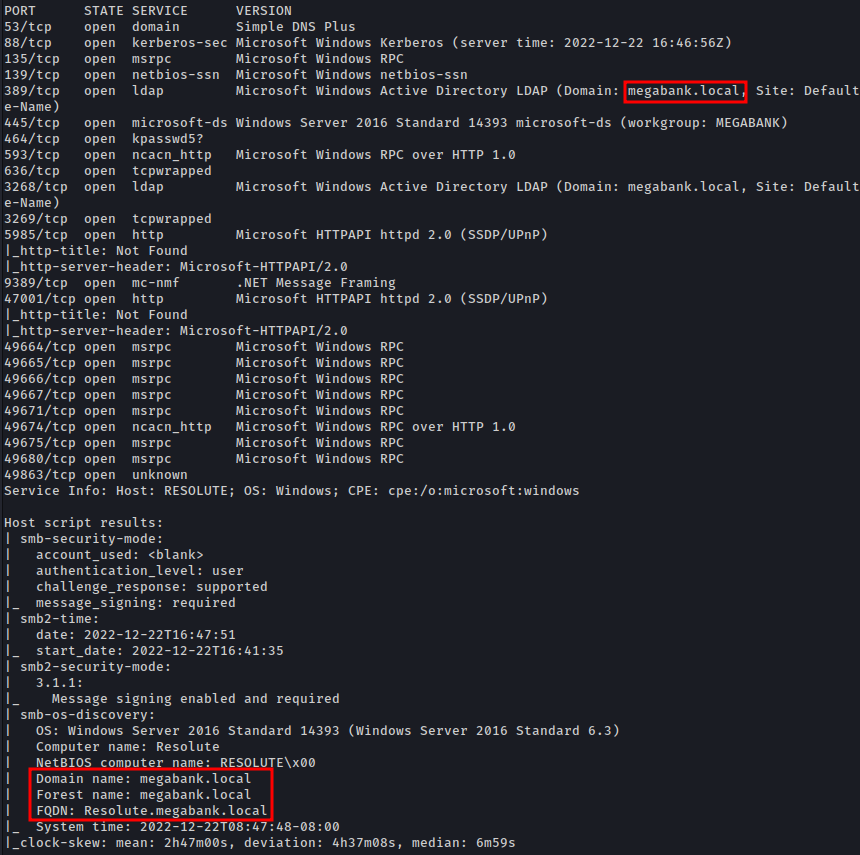 PORT      STATE SERVICE      VERSION
53/tcp    open  domain       Simple DNS Plus
88/tcp    open  kerberos-sec Microsoft Windows Kerberos (server time: 2022-12-22 16:46:56Z)
135/tcp   open  msrpc        Microsoft Windows RPC
139/tcp   open  netbios-ssn  Microsoft Windows netbios-ssn
389/tcp   open  ldap         Microsoft Windows Active Directory LDAP (Domain: megabank.local, Site: Default
e-Name)
445/tcp   open  microsoft-ds Windows Server 2016 Standard 14393 microsoft-ds (workgroup: MEGABANK)
464/tcp   open  kpasswd5?
593/tcp   open  ncacn_http   Microsoft Windows RPC over HTTP 1.0
636/tcp   open  tcpwrapped
3268/tcp  open  ldap         Microsoft Windows Active Directory LDAP (Domain: megabank.local, Site: Default
e-Name)
3269/tcp  open  tcpwrapped
5985/tcp  open  http         Microsoft HTTPAPI httpd 2.0 (SSDP/UPnP)
|_http-title: Not Found
|_http-server-header: Microsoft-HTTPAPI/2.0
9389/tcp  open  mc-nmf       .NET Message Framing
47001/tcp open  http         Microsoft HTTPAPI httpd 2.0 (SSDP/UPnP)
|_http-title: Not Found
|_http-server-header: Microsoft-HTTPAPI/2.0
49664/tcp open  msrpc        Microsoft Windows RPC
49665/tcp open  msrpc        Microsoft Windows RPC
49666/tcp open  msrpc        Microsoft Windows RPC
49667/tcp open  msrpc        Microsoft Windows RPC
49671/tcp open  msrpc        Microsoft Windows RPC
49674/tcp open  ncacn_http   Microsoft Windows RPC over HTTP 1.0
49675/tcp open  msrpc        Microsoft Windows RPC
49680/tcp open  msrpc        Microsoft Windows RPC
49863/tcp open  unknown
Service Info: Host: RESOLUTE; OS: Windows; CPE: cpe:/o:microsoft:windows

Host script results:
| smb-security-mode:
|   account_used: <blank>
|   authentication_level: user
|   challenge_response: supported
|_  message_signing: required
| smb2-time:
|   date: 2022-12-22T16:47:51
|_  start_date: 2022-12-22T16:41:35
| smb2-security-mode:
|   3.1.1:
|_    Message signing enabled and required
| smb-os-discovery:
|   OS: Windows Server 2016 Standard 14393 (Windows Server 2016 Standard 6.3)
|   Computer name: Resolute
|   NetBIOS computer name: RESOLUTE\x00
|   Domain name: megabank.local
|   Forest name: megabank.local
|   FQDN: Resolute.megabank.local
|_  System time: 2022-12-22T08:47:48-08:00
|_clock-skew: mean: 2h47m00s, deviation: 4h37m08s, median: 6m59s